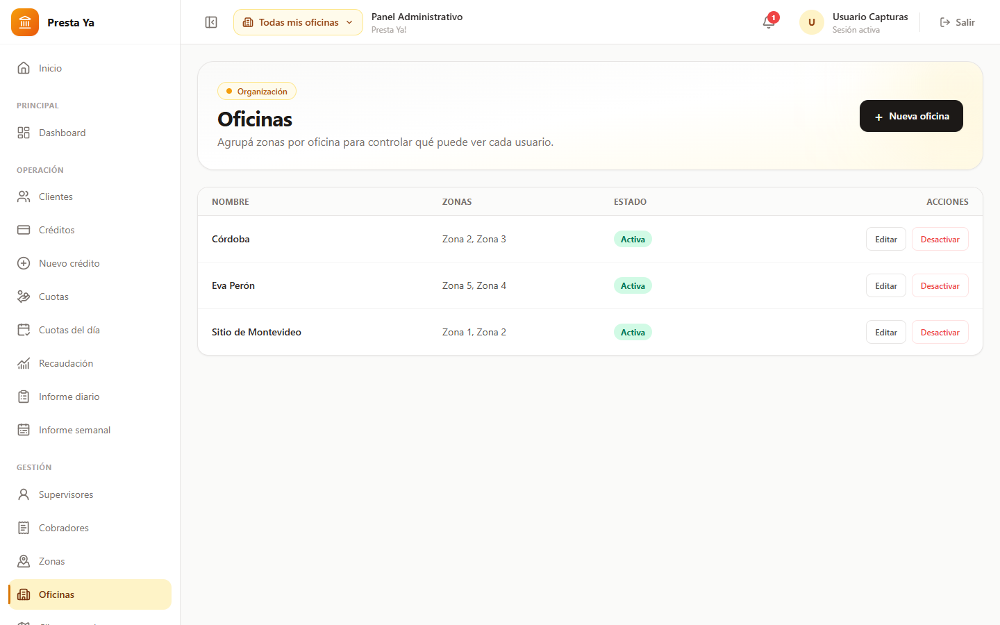 Presta Ya
Todas mis oficinas
Panel Administrativo
Presta Ya!
1
U
Usuario Capturas
Sesión activa
Salir
Inicio
PRINCIPAL
Dashboard
OPERACIÓN
Clientes
Créditos
Nuevo crédito
Cuotas
Cuotas del día
Recaudación
Informe diario
Informe semanal
GESTIÓN
Supervisores
Cobradores
Zonas
Oficinas
Organización
Oficinas
Agrupá zonas por oficina para controlar qué puede ver cada usuario.
+ Nueva oficina
NOMBRE ZONAS ESTADO ACCIONES
Córdoba Zona 2, Zona 3 Activa Editar Desactivar
Eva Perón Zona 5, Zona 4 Activa Editar Desactivar
Sitio de Montevideo Zona 1, Zona 2 Activa Editar Desactivar